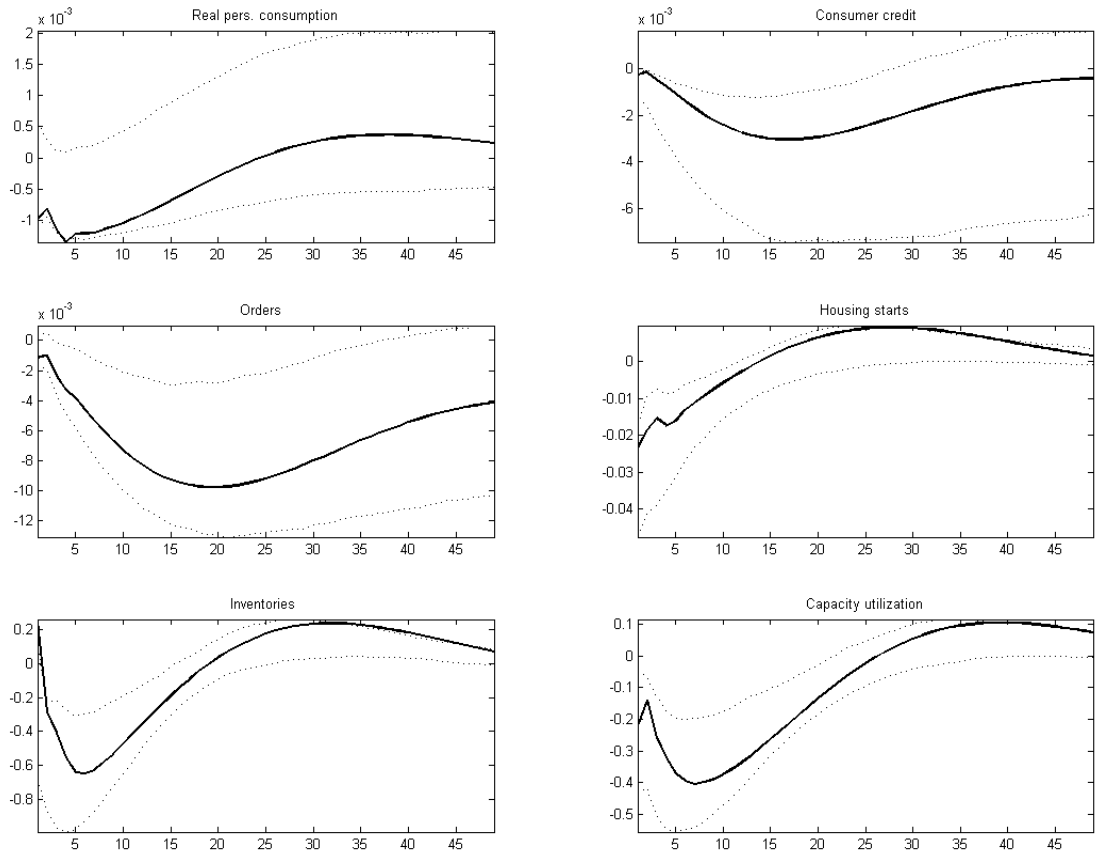 Real pers. consumption
x 10⁻³
2
1.5
1
0.5
0
-0.5
-1
5 10 15 20 25 30 35 40 45
Consumer credit
x 10⁻³
0
-2
-4
-6
5 10 15 20 25 30 35 40 45
Orders
x 10⁻³
0
-2
-4
-6
-8
-10
-12
5 10 15 20 25 30 35 40 45
Housing starts
0
-0.01
-0.02
-0.03
-0.04
5 10 15 20 25 30 35 40 45
Inventories
0.2
0
-0.2
-0.4
-0.6
-0.8
5 10 15 20 25 30 35 40 45
Capacity utilization
0.1
0
-0.1
-0.2
-0.3
-0.4
-0.5
5 10 15 20 25 30 35 40 45